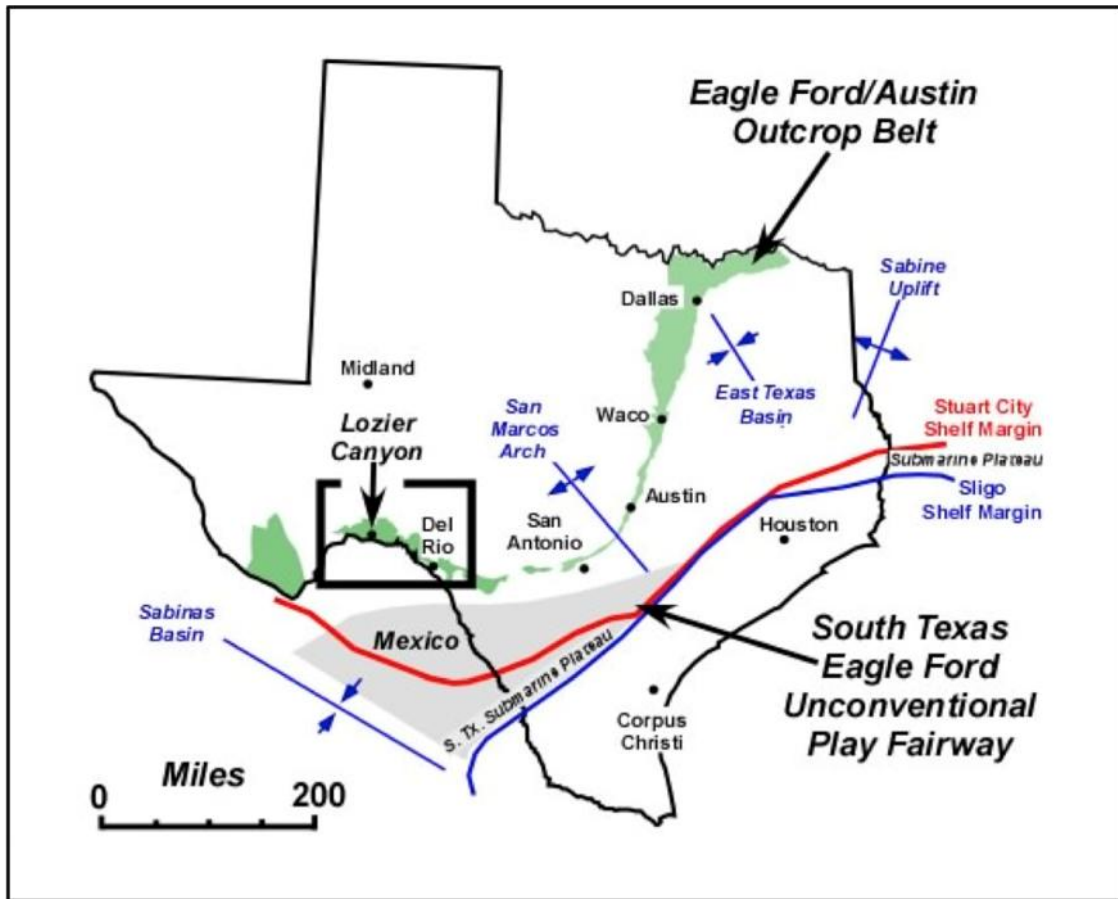 Eagle Ford/Austin
Outcrop Belt
Sabine
Uplift
Dallas
Midland
East Texas
Basin
San
Marcos
Arch
Waco
Stuart City
Shelf Margin
Submarine Plateau
Sligo
Shelf Margin
Lozier
Canyon
Austin
Del
Rio
San
Antonio
Houston
Sabinas
Basin
Mexico
S. TX. Submarine Plateau
South Texas
Eagle Ford
Unconventional
Play Fairway
Corpus
Christi
Miles
0 200